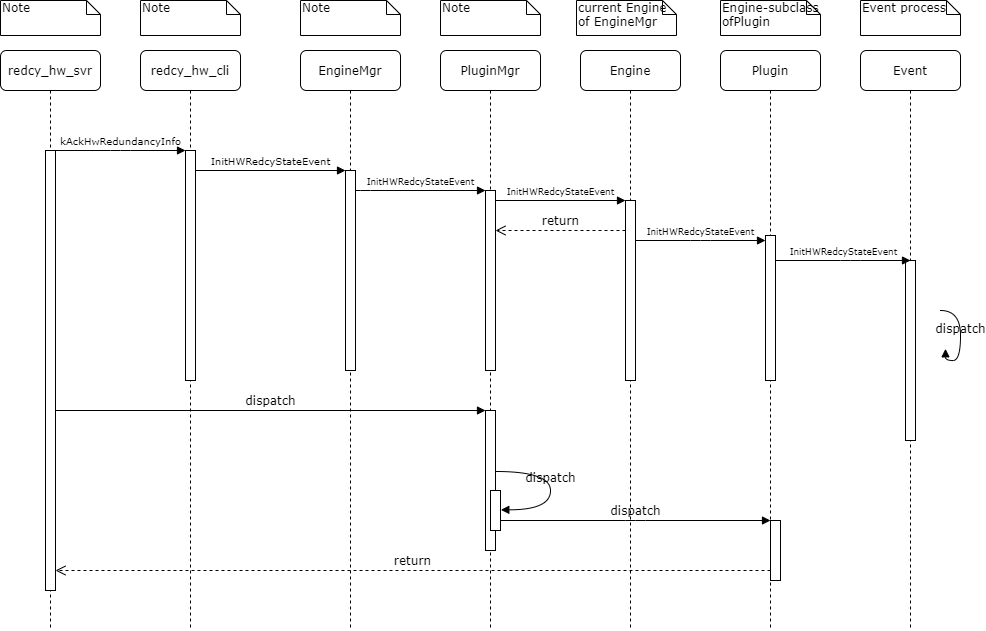 Note
Note
Note
Note
current Engine
of EngineMgr
Engine-subclass
ofPlugin
Event process
redcy_hw_svr
redcy_hw_cli
EngineMgr
PluginMgr
Engine
Plugin
Event
kAckHwRedundancyInfo
InitHWRedcyStateEvent
InitHWRedcyStateEvent
InitHWRedcyStateEvent
return
InitHWRedcyStateEvent
InitHWRedcyStateEvent
dispatch
dispatch
dispatch
dispatch
return